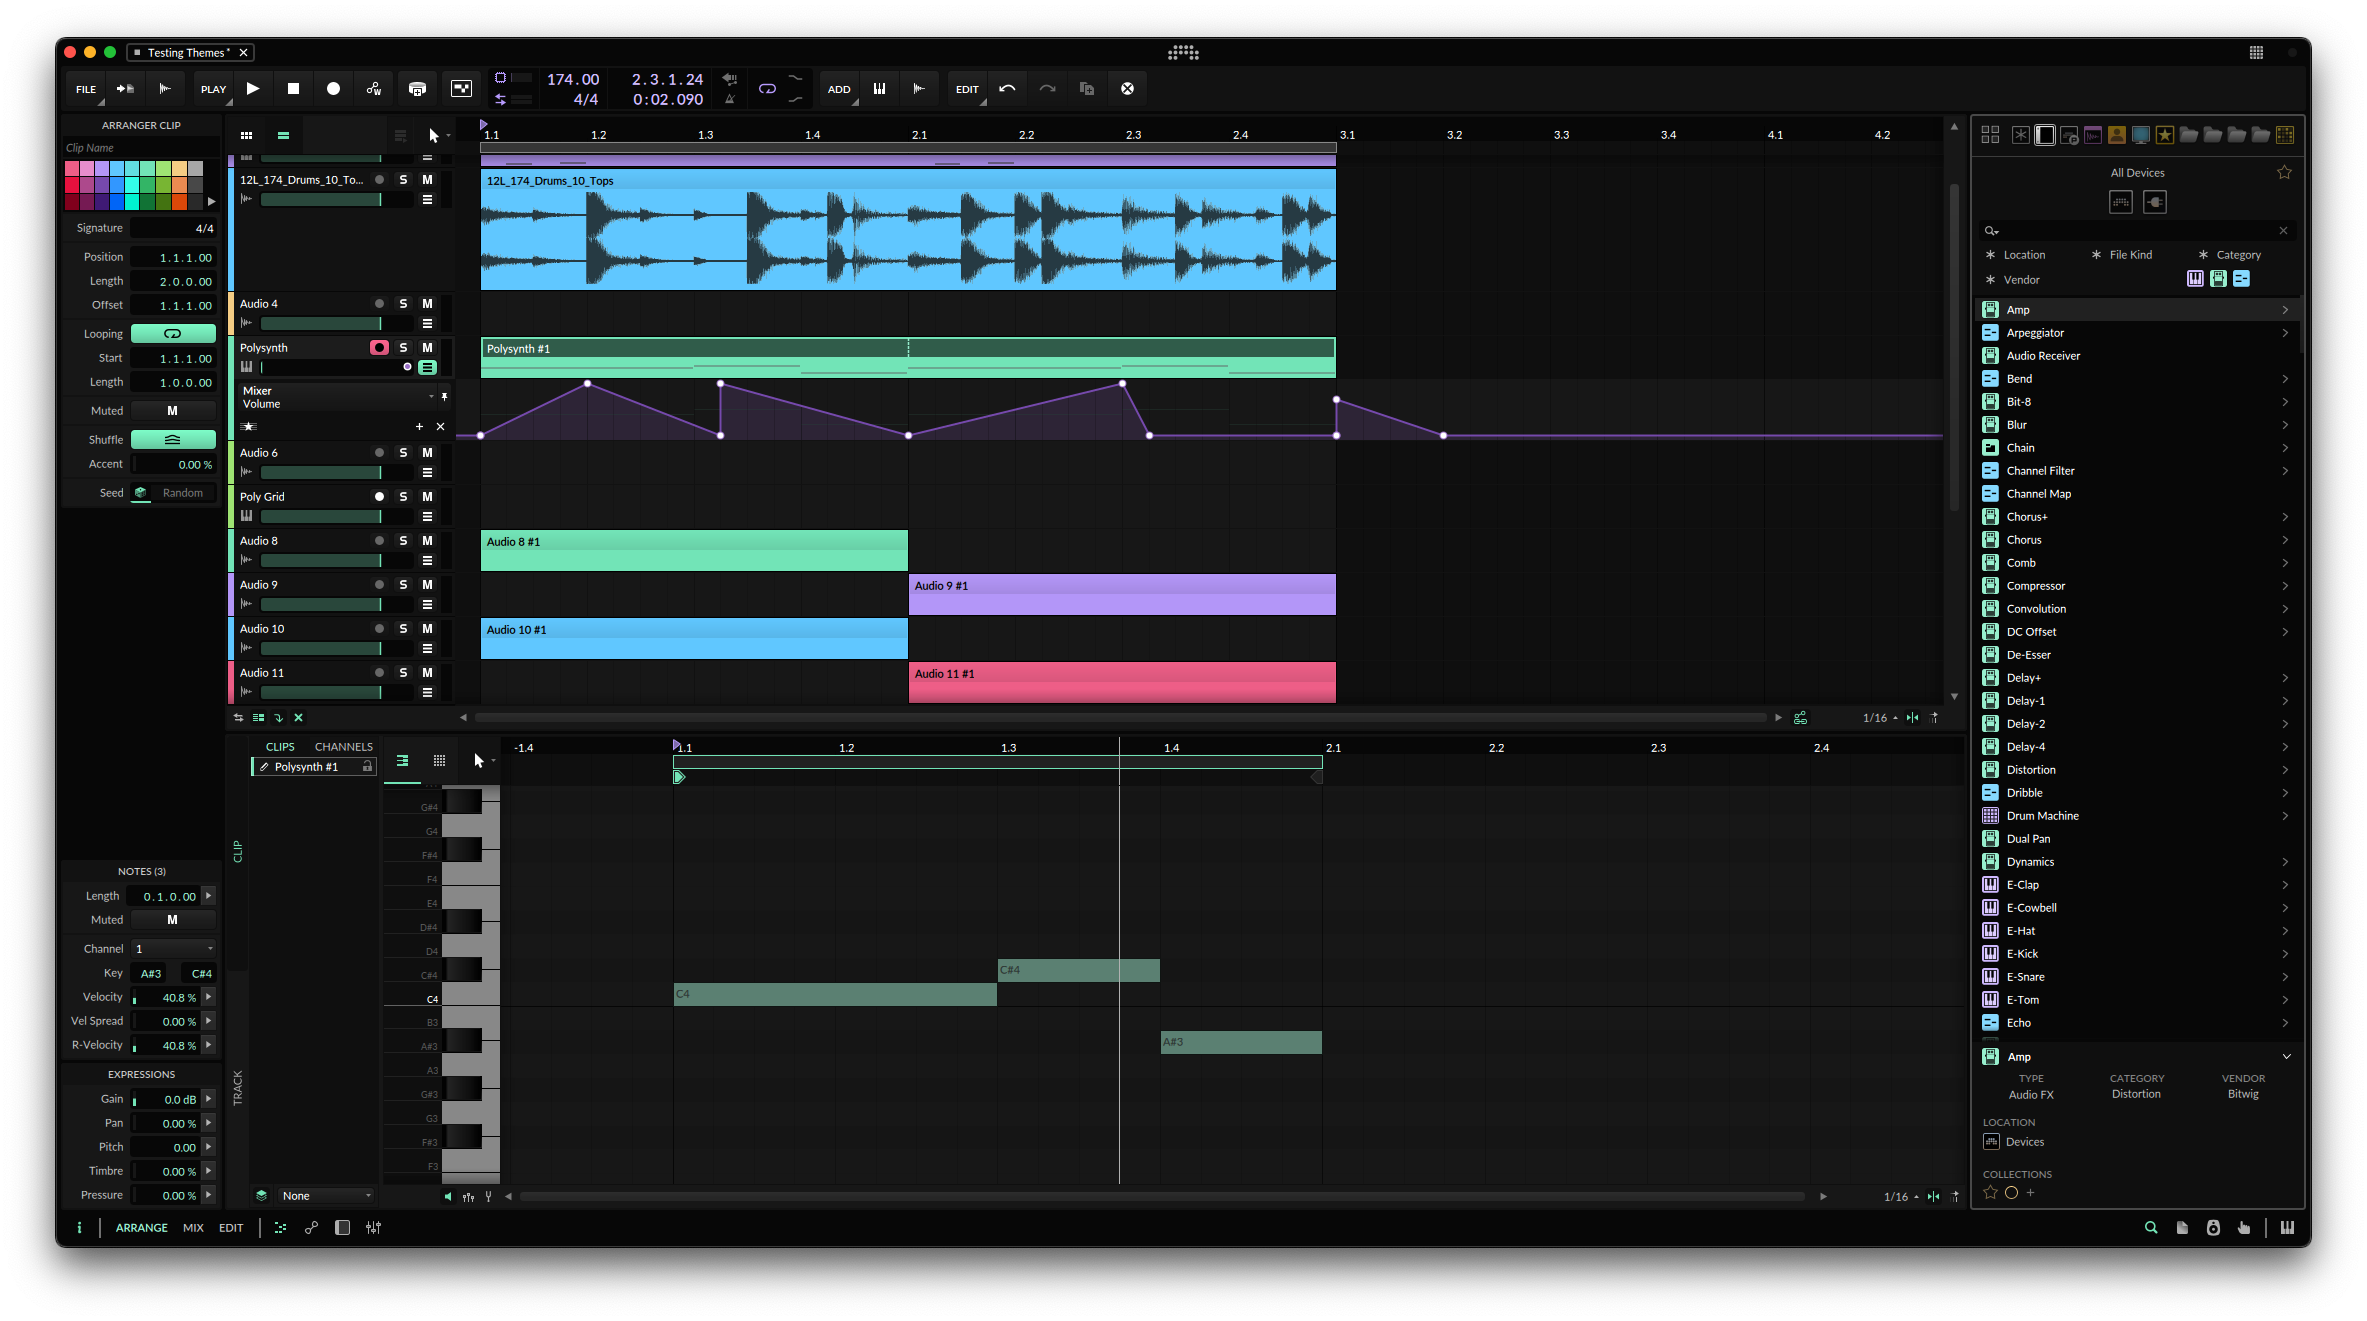 Testing Themes*
FILE
PLAY
174.00
4/4
2.3.1.24
0:02.090
ADD
EDIT
ARRANGER CLIP
Clip Name
Signature 4/4
Position 1.1.1.00
Length 2.0.0.00
Offset 1.1.1.00
Looping
Start 1.1.1.00
Length 1.0.0.00
Muted M
Shuffle
Accent 0.00 %
Seed Random
NOTES (3)
Length 0.1.0.00
Muted M
Channel 1
Key A#3 C#4
Velocity 40.8 %
Vel Spread 0.00 %
R-Velocity 40.8 %
EXPRESSIONS
Gain 0.0 dB
Pan 0.00 %
Pitch 0.00
Timbre 0.00 %
Pressure 0.00 %
1.1 1.2 1.3 1.4 2.1 2.2 2.3 2.4 3.1 3.2 3.3 3.4 4.1 4.2
12L_174_Drums_10_To... S M
12L_174_Drums_10_Tops
Audio 4 S M
Polysynth S M
Polysynth #1
Mixer
Volume
Audio 6 S M
Poly Grid S M
Audio 8 S M
Audio 8 #1
Audio 9 S M
Audio 9 #1
Audio 10 S M
Audio 10 #1
Audio 11 S M
Audio 11 #1
1/16
CLIP
TRACK
CLIPS CHANNELS
Polysynth #1
None
-1.4 1.1 1.2 1.3 1.4 2.1 2.2 2.3 2.4
G#4
G4
F#4
F4
E4
D#4
D4
C#4
C4
B3
A#3
A3
G#3
G3
F#3
F3
C#4
C4
A#3
1/16
All Devices
Location File Kind Category
Vendor
Amp
Arpeggiator
Audio Receiver
Bend
Bit-8
Blur
Chain
Channel Filter
Channel Map
Chorus+
Chorus
Comb
Compressor
Convolution
DC Offset
De-Esser
Delay+
Delay-1
Delay-2
Delay-4
Distortion
Dribble
Drum Machine
Dual Pan
Dynamics
E-Clap
E-Cowbell
E-Hat
E-Kick
E-Snare
E-Tom
Echo
Amp
TYPE CATEGORY VENDOR
Audio FX Distortion Bitwig
LOCATION
Devices
COLLECTIONS
ARRANGE MIX EDIT